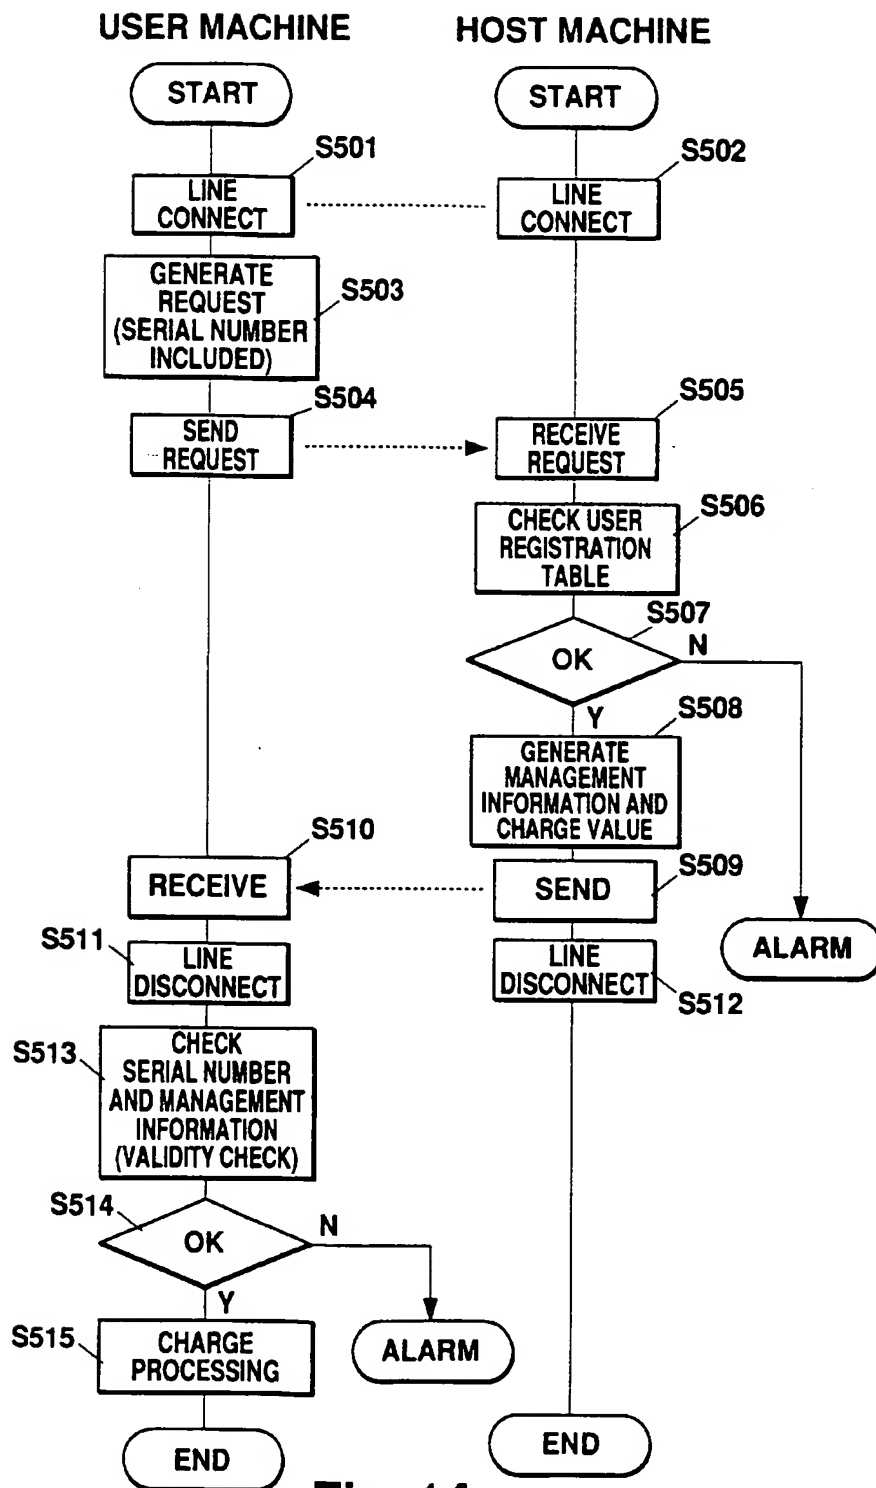 USER MACHINE
HOST MACHINE
START
START
S501
S502
LINE
CONNECT
LINE
CONNECT
GENERATE
REQUEST
(SERIAL NUMBER
INCLUDED)
S503
S504
S505
SEND
REQUEST
RECEIVE
REQUEST
S506
CHECK USER
REGISTRATION
TABLE
S507
OK
N
Y
S508
GENERATE
MANAGEMENT
INFORMATION AND
CHARGE VALUE
S510
S509
RECEIVE
SEND
ALARM
S511
LINE
DISCONNECT
LINE
DISCONNECT
S512
S513
CHECK
SERIAL NUMBER
AND MANAGEMENT
INFORMATION
(VALIDITY CHECK)
S514
OK
N
Y
S515
CHARGE
PROCESSING
ALARM
END
END